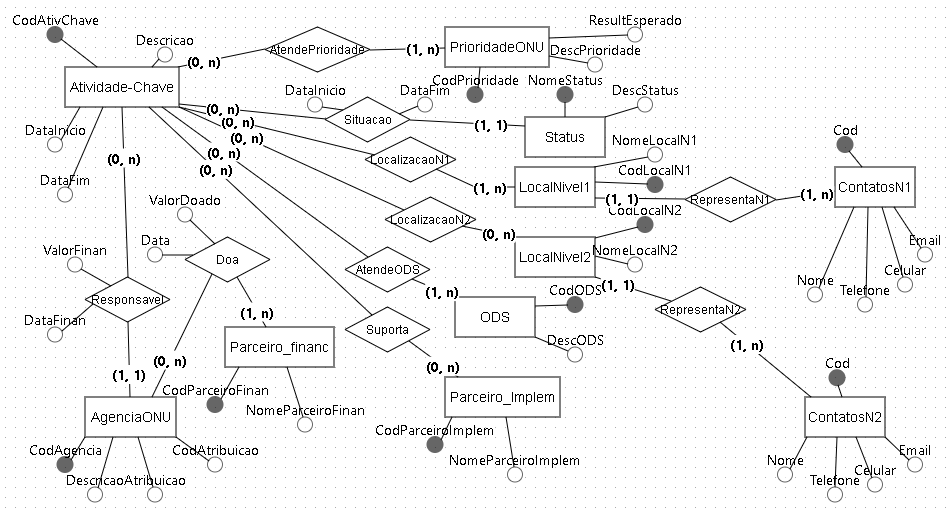 CodAtivChave
ResultEsperado
Descricao
AtendePrioridade
(0, n)
(1, n)
PrioridadeONU
DescPrioridade
Atividade-Chave
CodPrioridade
NomeStatus
DataInicio
DataFim
DescStatus
(0, n)
Situacao
(1, 1)
Status
(0, n)
DataInicio
(0, n)
NomeLocalN1
Cod
(0, n)
(0, n)
LocalizacaoN1
CodLocalN1
(0, n)
(1, n)
LocalNivel1
(1, 1)
RepresentaN1
(1, n)
ContatosN1
DataFim
ValorDoado
LocalizacaoN2
CodLocalN2
(0, n)
Data
Doa
LocalNivel2
NomeLocalN2
Email
ValorFinan
AtendeODS
Celular
Nome
Telefone
(1, n)
CodODS
(1, 1)
Responsavel
ODS
RepresentaN2
DataFinan
(1, n)
Suporta
DescODS
Parceiro_financ
(1, n)
(0, n)
(0, n)
(1, 1)
Cod
CodParceiroFinan
Parceiro_Implem
AgenciaONU
NomeParceiroFinan
ContatosN2
CodParceiroImplem
CodAgencia
CodAtribuicao
Email
NomeParceiroImplem
Nome
Celular
DescricaoAtribuicao
Telefone